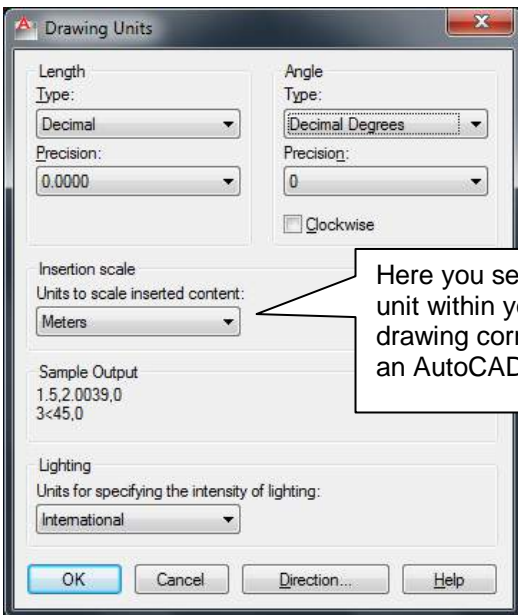 Drawing Units
Length
Type:
Decimal
Precision:
0.0000
Angle
Type:
Decimal Degrees
Precision:
0
Clockwise
Insertion scale
Units to scale inserted content:
Meters
Here you se
unit within y
drawing cor
an AutoCAD
Sample Output
1.5,2.0039,0
3<45,0
Lighting
Units for specifying the intensity of lighting:
International
OK Cancel Direction... Help